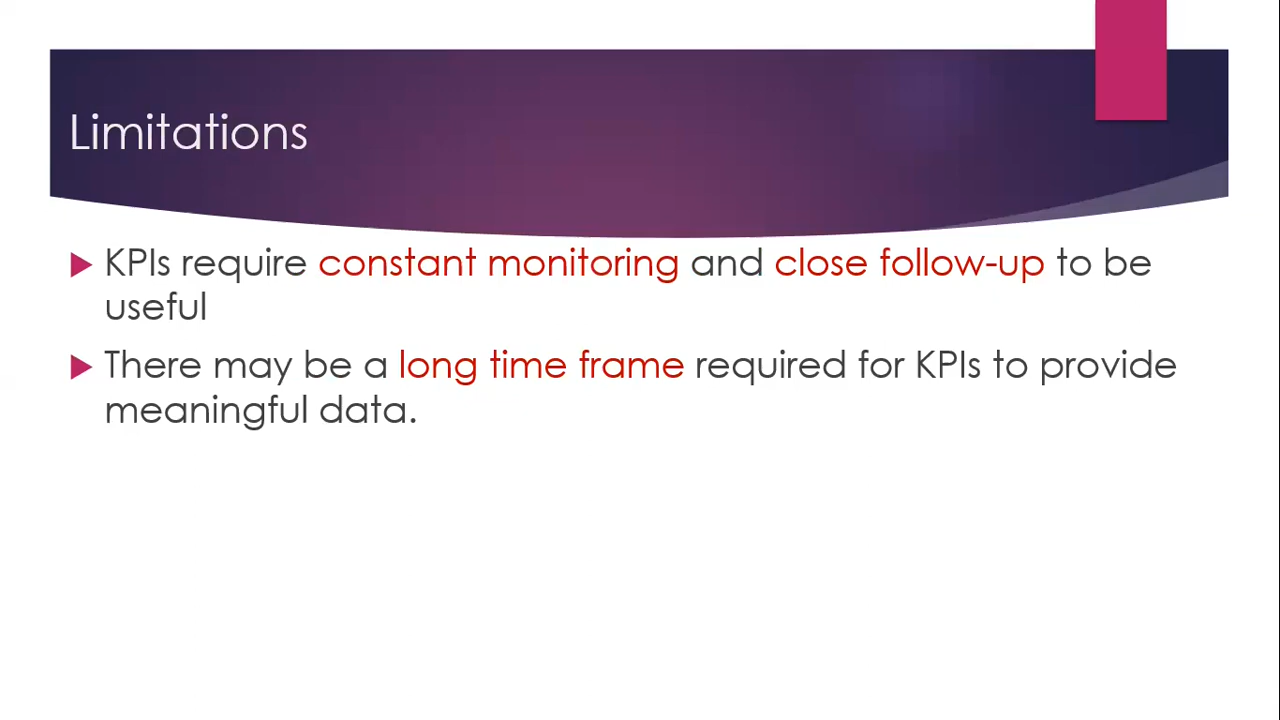 Limitations
KPIs require constant monitoring and close follow-up to be
useful
There may be a long time frame required for KPIs to provide
meaningful data.